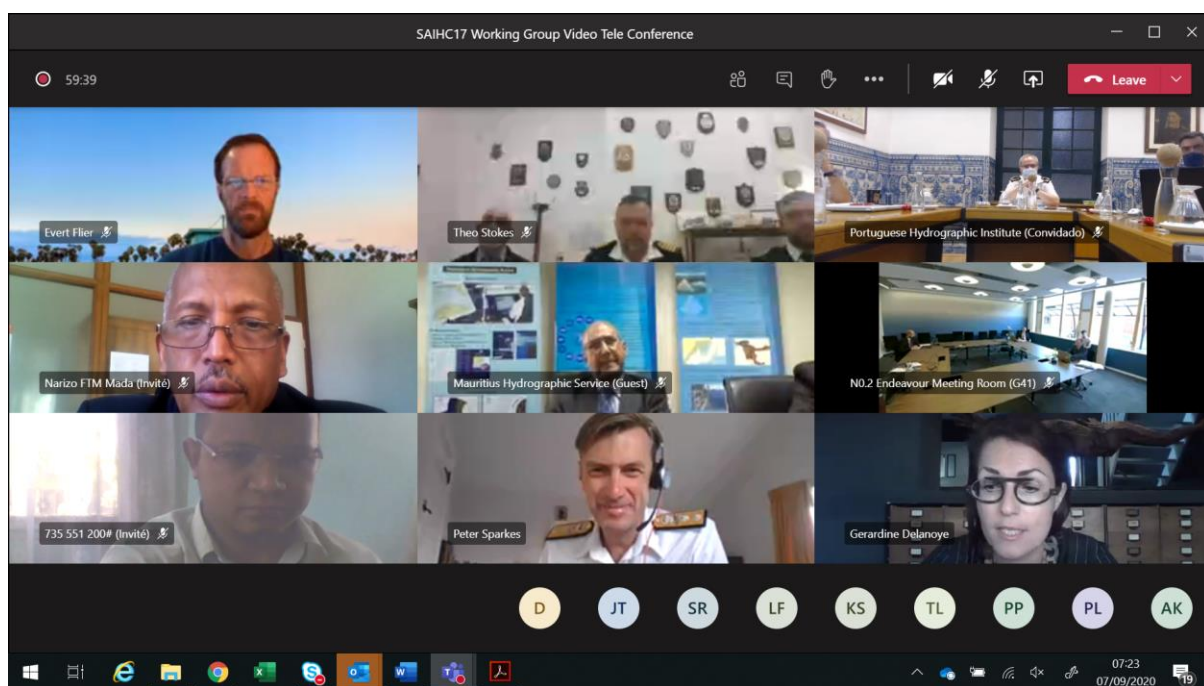 SAIHC17 Working Group Video Tele Conference
59:39
Leave
Evert Flier
Theo Stokes
Portuguese Hydrographic Institute (Convidado)
Narizo FTM Mada (Invité)
Mauritius Hydrographic Service (Guest)
N0.2 Endeavour Meeting Room (G41)
735 551 200# (Invité)
Peter Sparkes
Gerardine Delanoye
D JT SR LF KS TL PP PL AK
07:23
07/09/2020
19